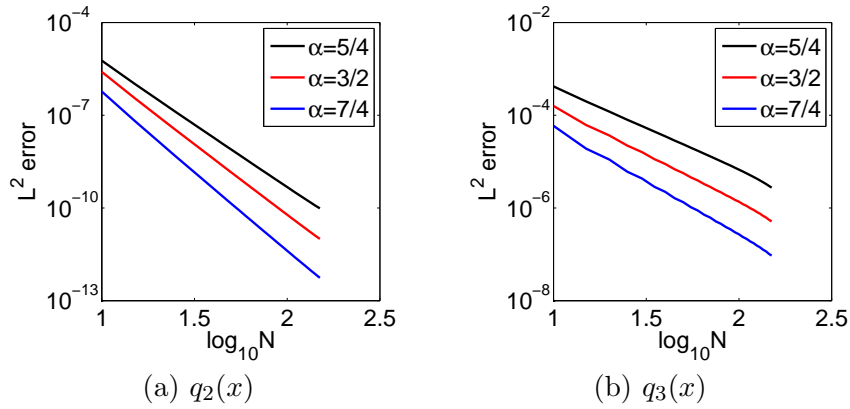 10⁻⁴
10⁻⁷
10⁻¹⁰
10⁻¹³
L² error
α=5/4
α=3/2
α=7/4
1
1.5
2
2.5
log₁₀N
(a) q₂(x)
10⁻²
10⁻⁴
10⁻⁶
10⁻⁸
L² error
α=5/4
α=3/2
α=7/4
1
1.5
2
2.5
log₁₀N
(b) q₃(x)